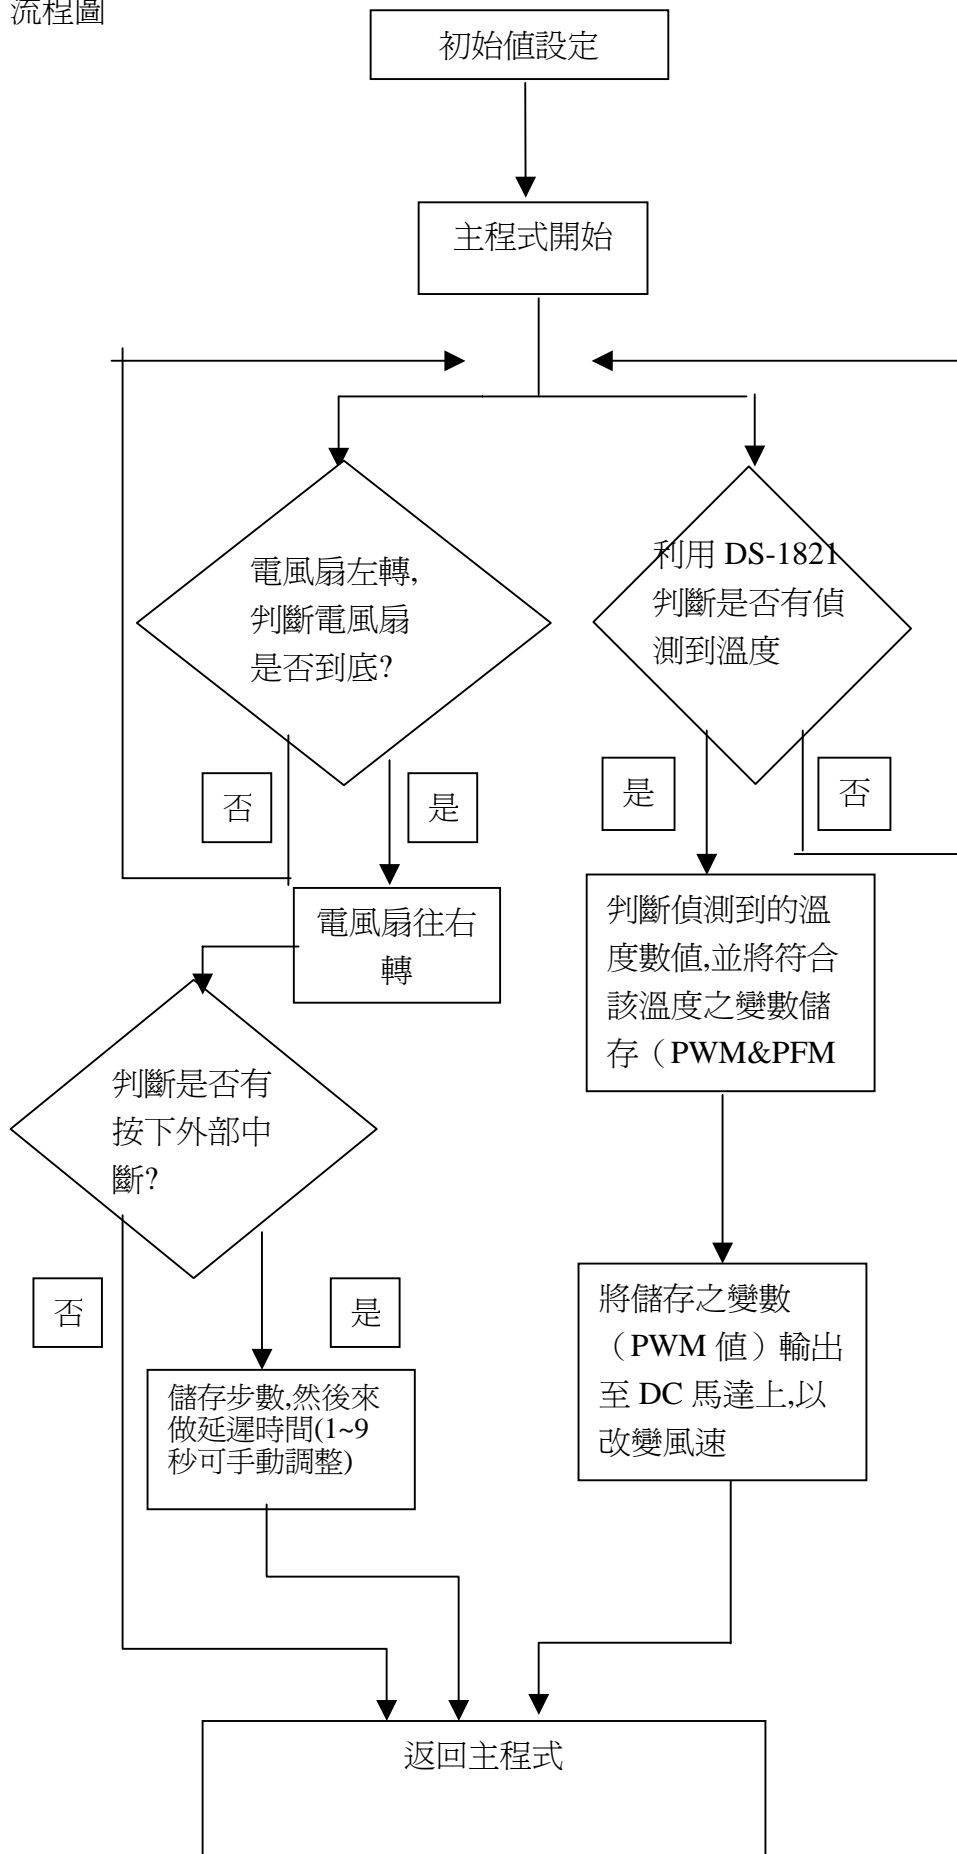 流程圖
初始值設定
主程式開始
電風扇左轉,
判斷電風扇
是否到底?
利用 DS-1821
判斷是否有偵
測到溫度
否
是
是
否
電風扇往右
轉
判斷偵測到的溫
度數值,並將符合
該溫度之變數儲
存（PWM&PFM
判斷是否有
按下外部中
斷?
否
是
儲存步數,然後來
做延遲時間(1~9
秒可手動調整)
將儲存之變數
（PWM 值）輸出
至 DC 馬達上,以
改變風速
返回主程式